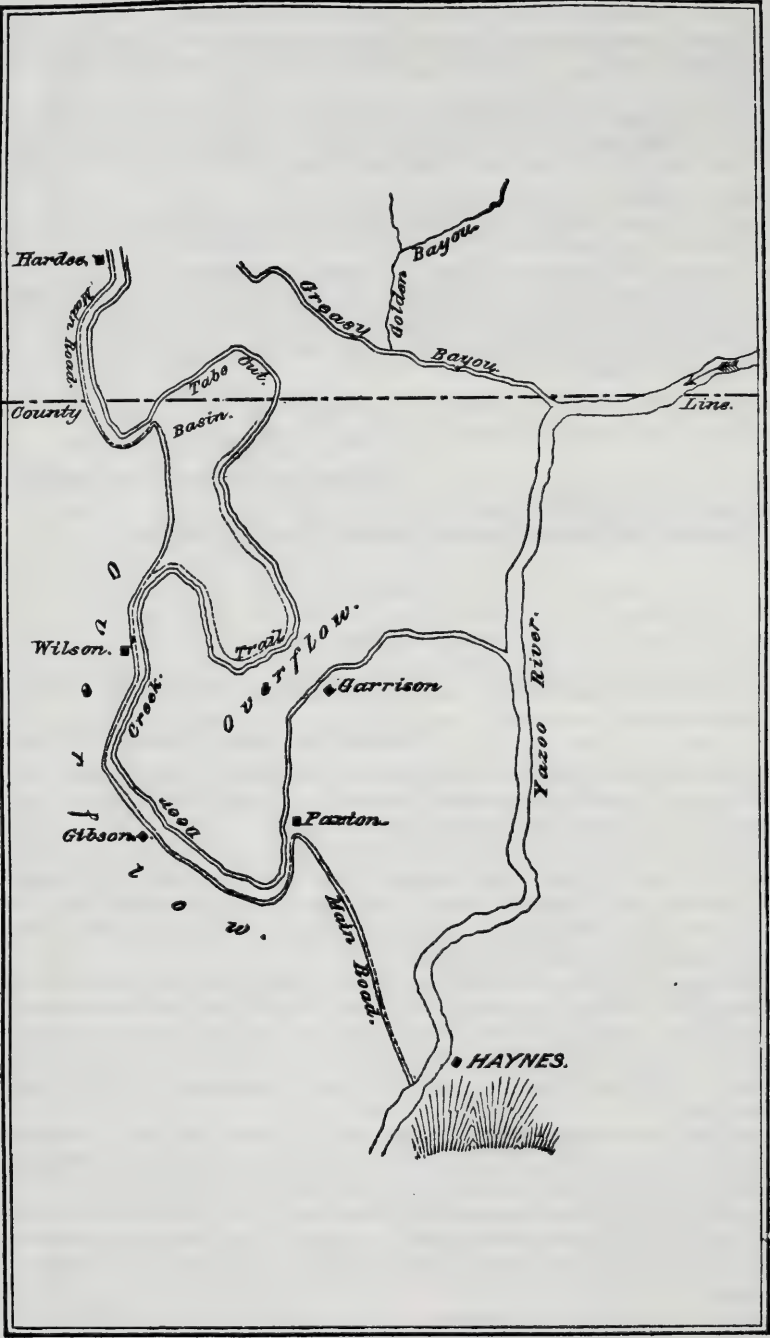 Bayou.
Golden
Hardee.
Greasy
Bayou.
Main Road.
Tabe Out.
County
Line.
Basin.
Overflow.
Wilson.
Trail
Overflow.
Garrison
Yazoo River.
Creek.
Deer
Gibson
Paxton.
Main Road.
HAYNES.